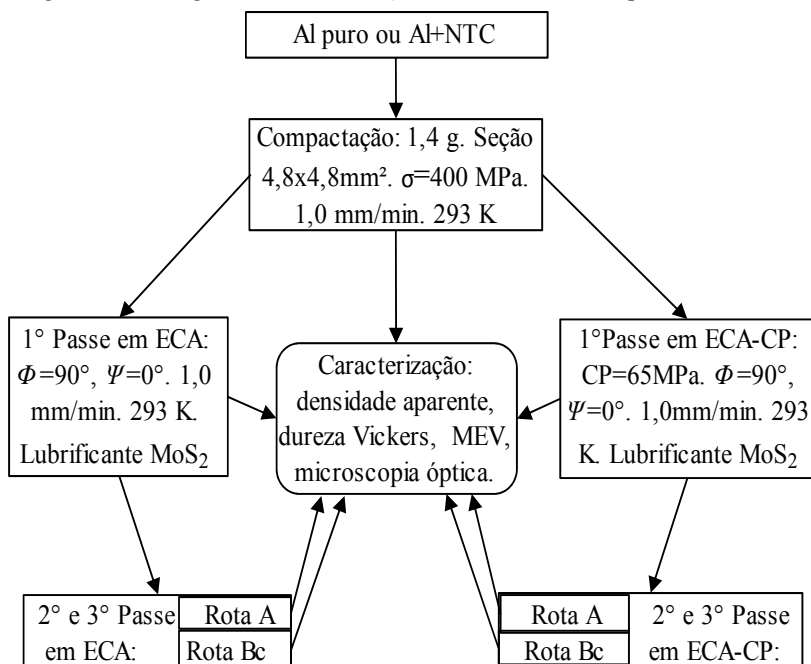 Al puro ou Al+NTC
Compactação: 1,4 g. Seção
4,8x4,8mm². σ=400 MPa.
1,0 mm/min. 293 K
1° Passe em ECA:
Φ=90°, Ψ=0°. 1,0
mm/min. 293 K.
Lubrificante MoS₂
Caracterização:
densidade aparente,
dureza Vickers, MEV,
microscopia óptica.
1°Passe em ECA-CP:
CP=65MPa. Φ=90°,
Ψ=0°. 1,0mm/min. 293
K. Lubrificante MoS₂
2° e 3° Passe
em ECA:
Rota A
Rota Bc
Rota A
Rota Bc
2° e 3° Passe
em ECA-CP: